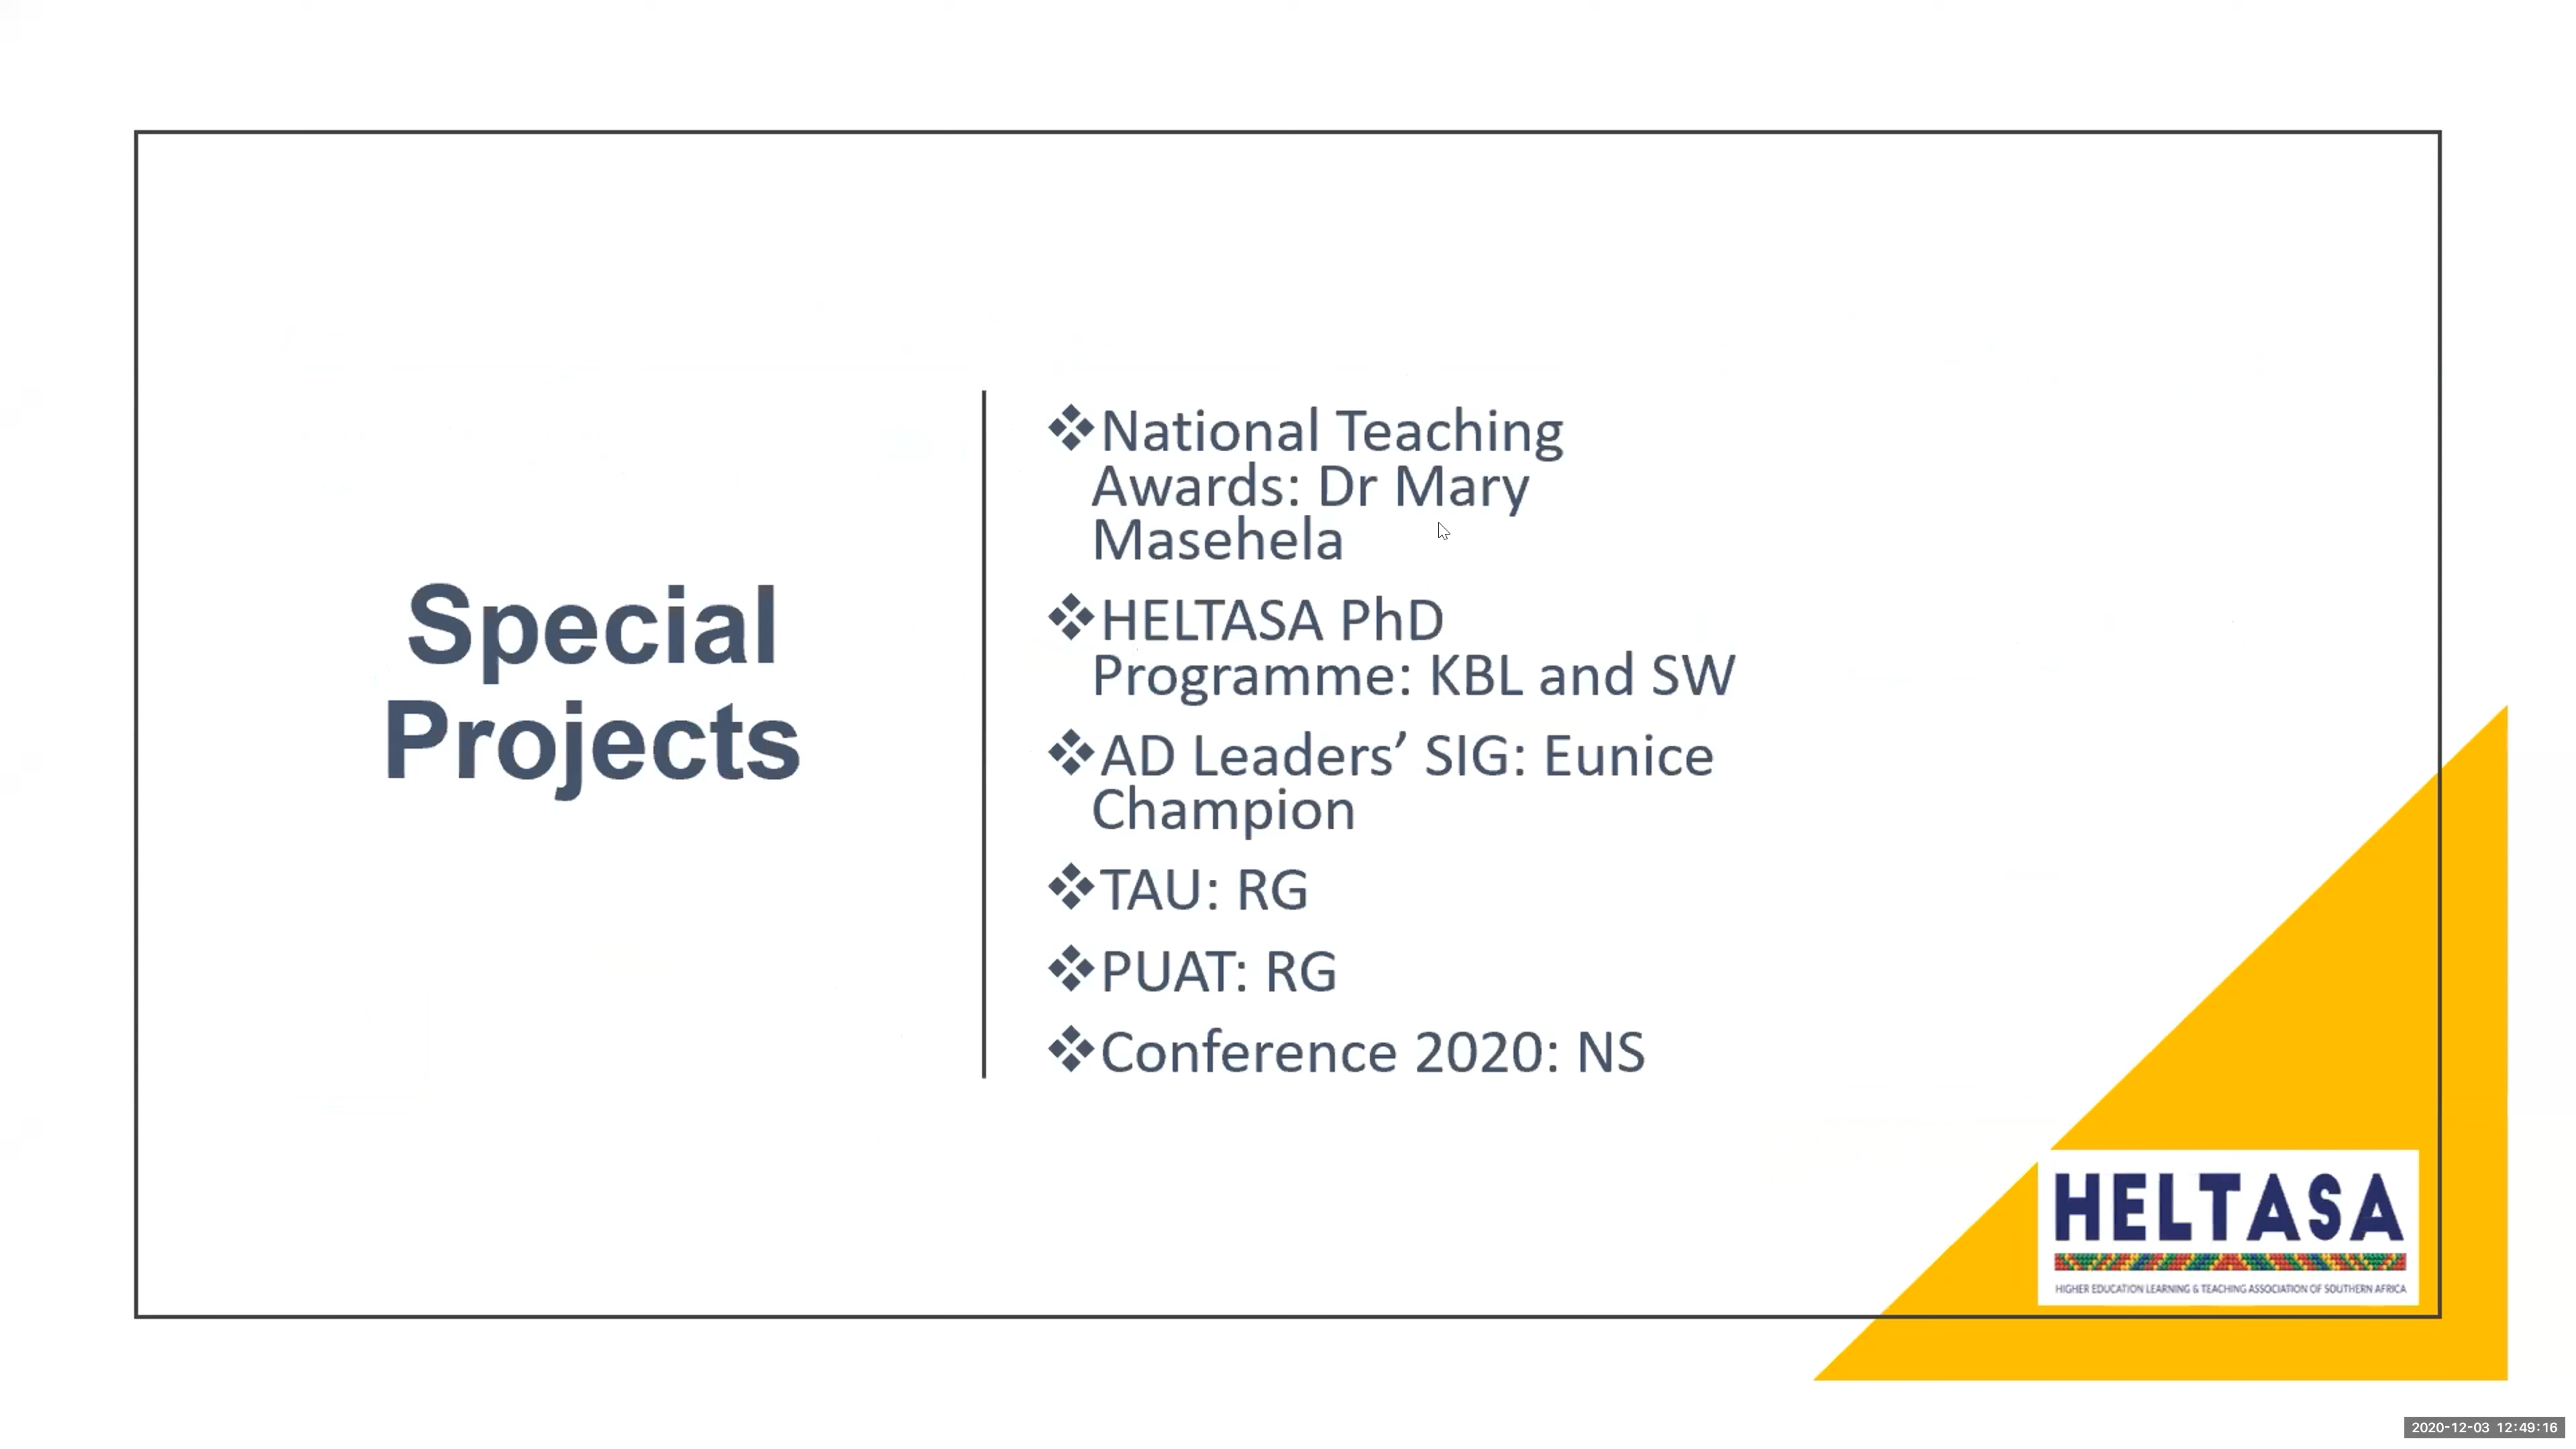 Special
Projects
❖National Teaching
Awards: Dr Mary
Masehela
❖HELTASA PhD
Programme: KBL and SW
❖AD Leaders’ SIG: Eunice
Champion
❖TAU: RG
❖PUAT: RG
❖Conference 2020: NS
HELTASA
HIGHER EDUCATION LEARNING & TEACHING ASSOCIATION OF SOUTHERN AFRICA
2020-12-03 12:49:16